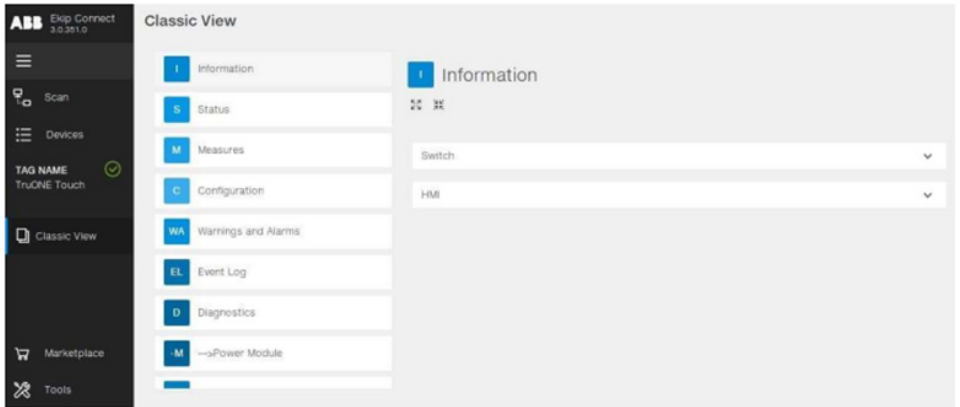 ABB Ekip Connect
3.0.351.0
Scan
Devices
TAG NAME
TruONE Touch
Classic View
Marketplace
Tools
Classic View
I Information
S Status
M Measures
C Configuration
WA Warnings and Alarms
EL Event Log
D Diagnostics
-M --->Power Module
I Information
Switch
HMI